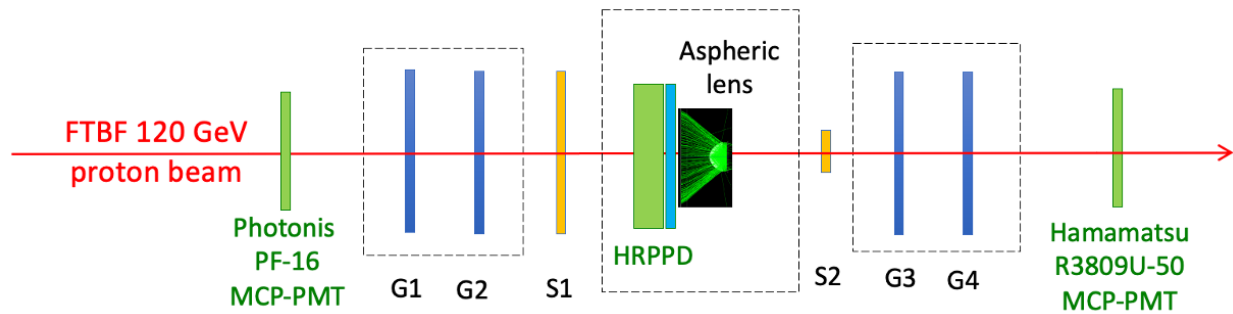 FTBF 120 GeV
proton beam
Photonis
PF-16
MCP-PMT
G1
G2
S1
Aspheric
lens
HRPPD
S2
G3
G4
Hamamatsu
R3809U-50
MCP-PMT